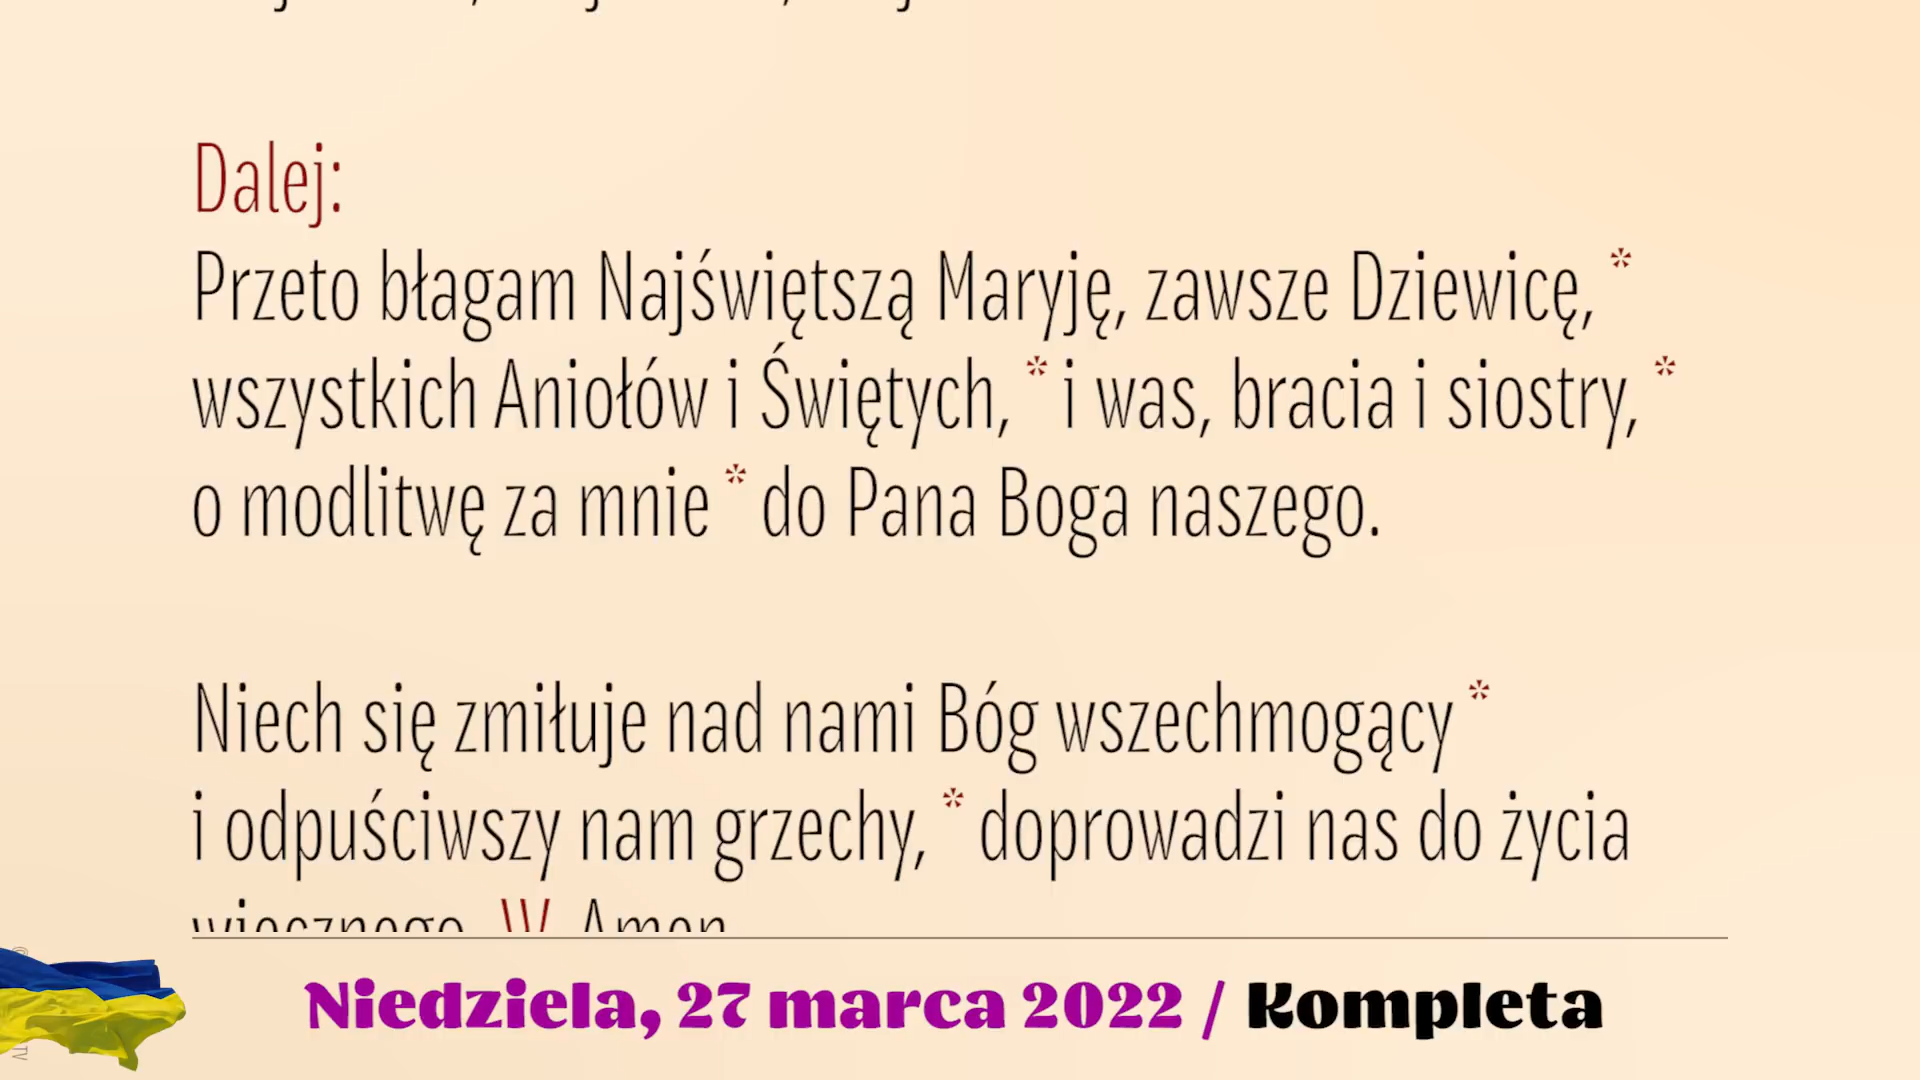 Dalej:
Przeto błagam Najświętszą Maryję, zawsze Dziewicę, *
wszystkich Aniołów i Świętych, * i was, bracia i siostry, *
o modlitwę za mnie * do Pana Boga naszego.
Niech się zmiłuje nad nami Bóg wszechmogący *
i odpuściwszy nam grzechy, * doprowadzi nas do życia
wiecznego. W. Amen.
Niedziela, 27 marca 2022 / Kompleta